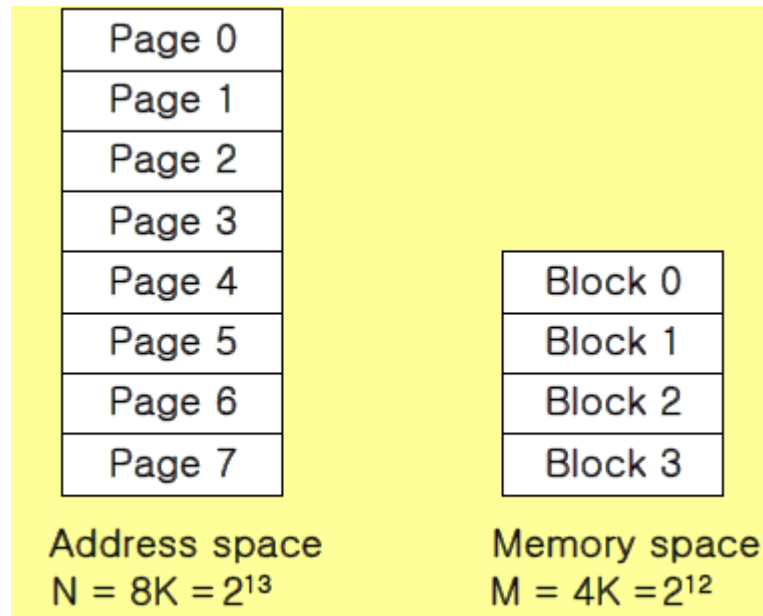 Page 0
Page 1
Page 2
Page 3
Page 4
Page 5
Page 6
Page 7
Address space
N = 8K = 2¹³
Block 0
Block 1
Block 2
Block 3
Memory space
M = 4K = 2¹²